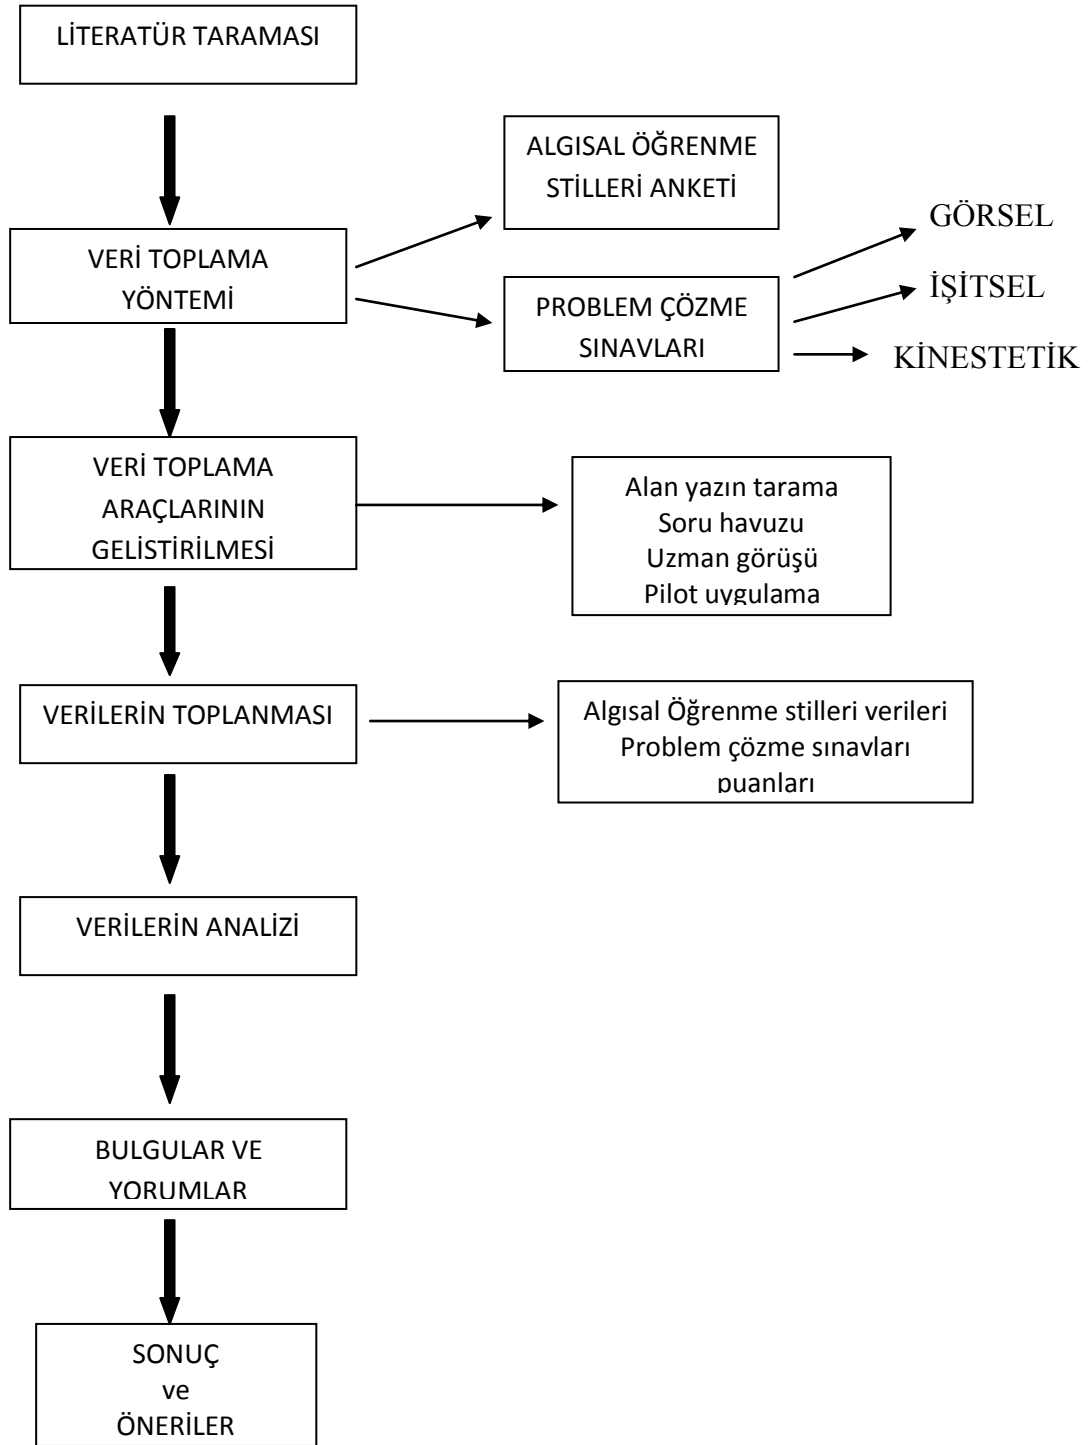 LİTERATÜR TARAMASI
ALGISAL ÖĞRENME
STİLLERİ ANKETİ
GÖRSEL
VERİ TOPLAMA
YÖNTEMİ
PROBLEM ÇÖZME
SINAVLARI
İŞİTSEL
KİNESTETİK
VERİ TOPLAMA
ARAÇLARININ
GELİSTİRİLMESİ
Alan yazın tarama
Soru havuzu
Uzman görüşü
Pilot uygulama
VERİLERİN TOPLANMASI
Algısal Öğrenme stilleri verileri
Problem çözme sınavları
puanları
VERİLERİN ANALİZİ
BULGULAR VE
YORUMLAR
SONUÇ
ve
ÖNERİLER